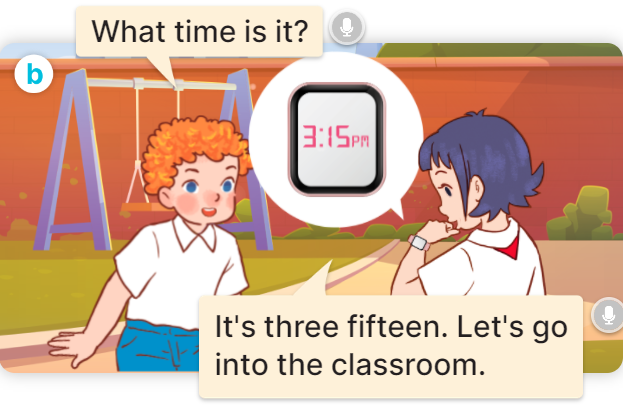 What time is it?
b
3:15PM
It's three fifteen. Let's go
into the classroom.